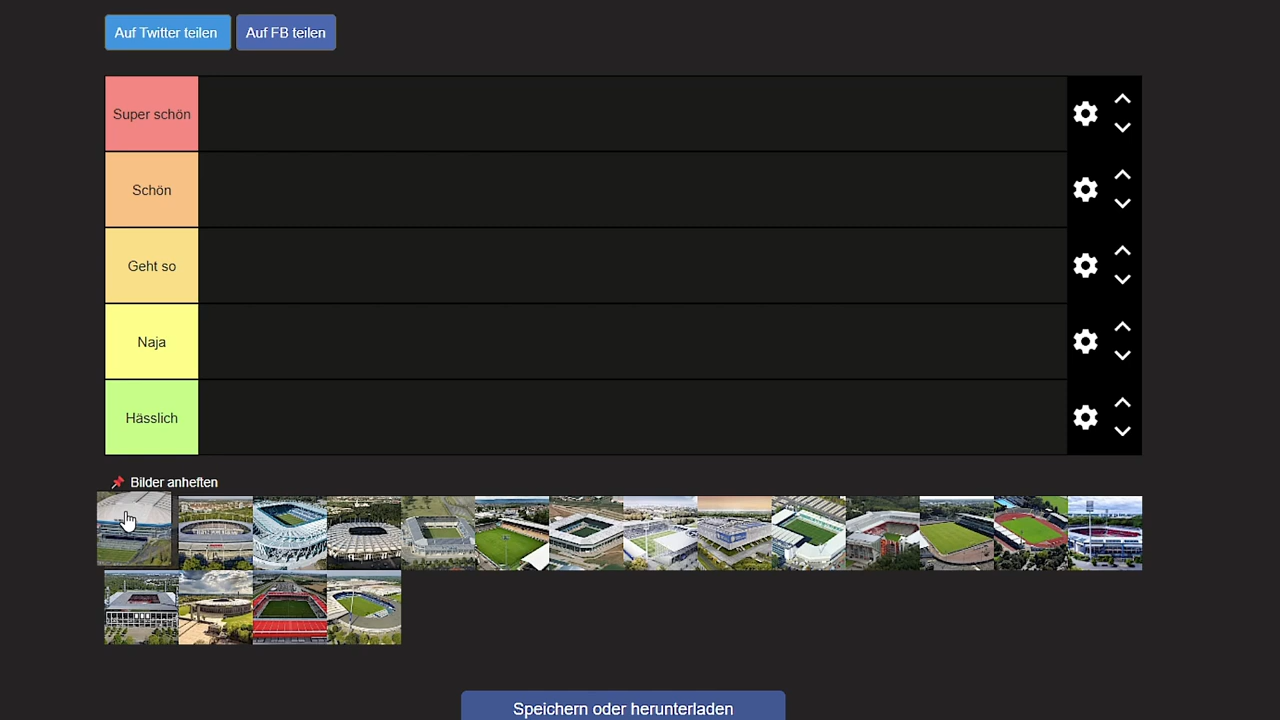 Auf Twitter teilen
Auf FB teilen
Super schön
Schön
Geht so
Naja
Hässlich
Bilder anheften
Speichern oder herunterladen